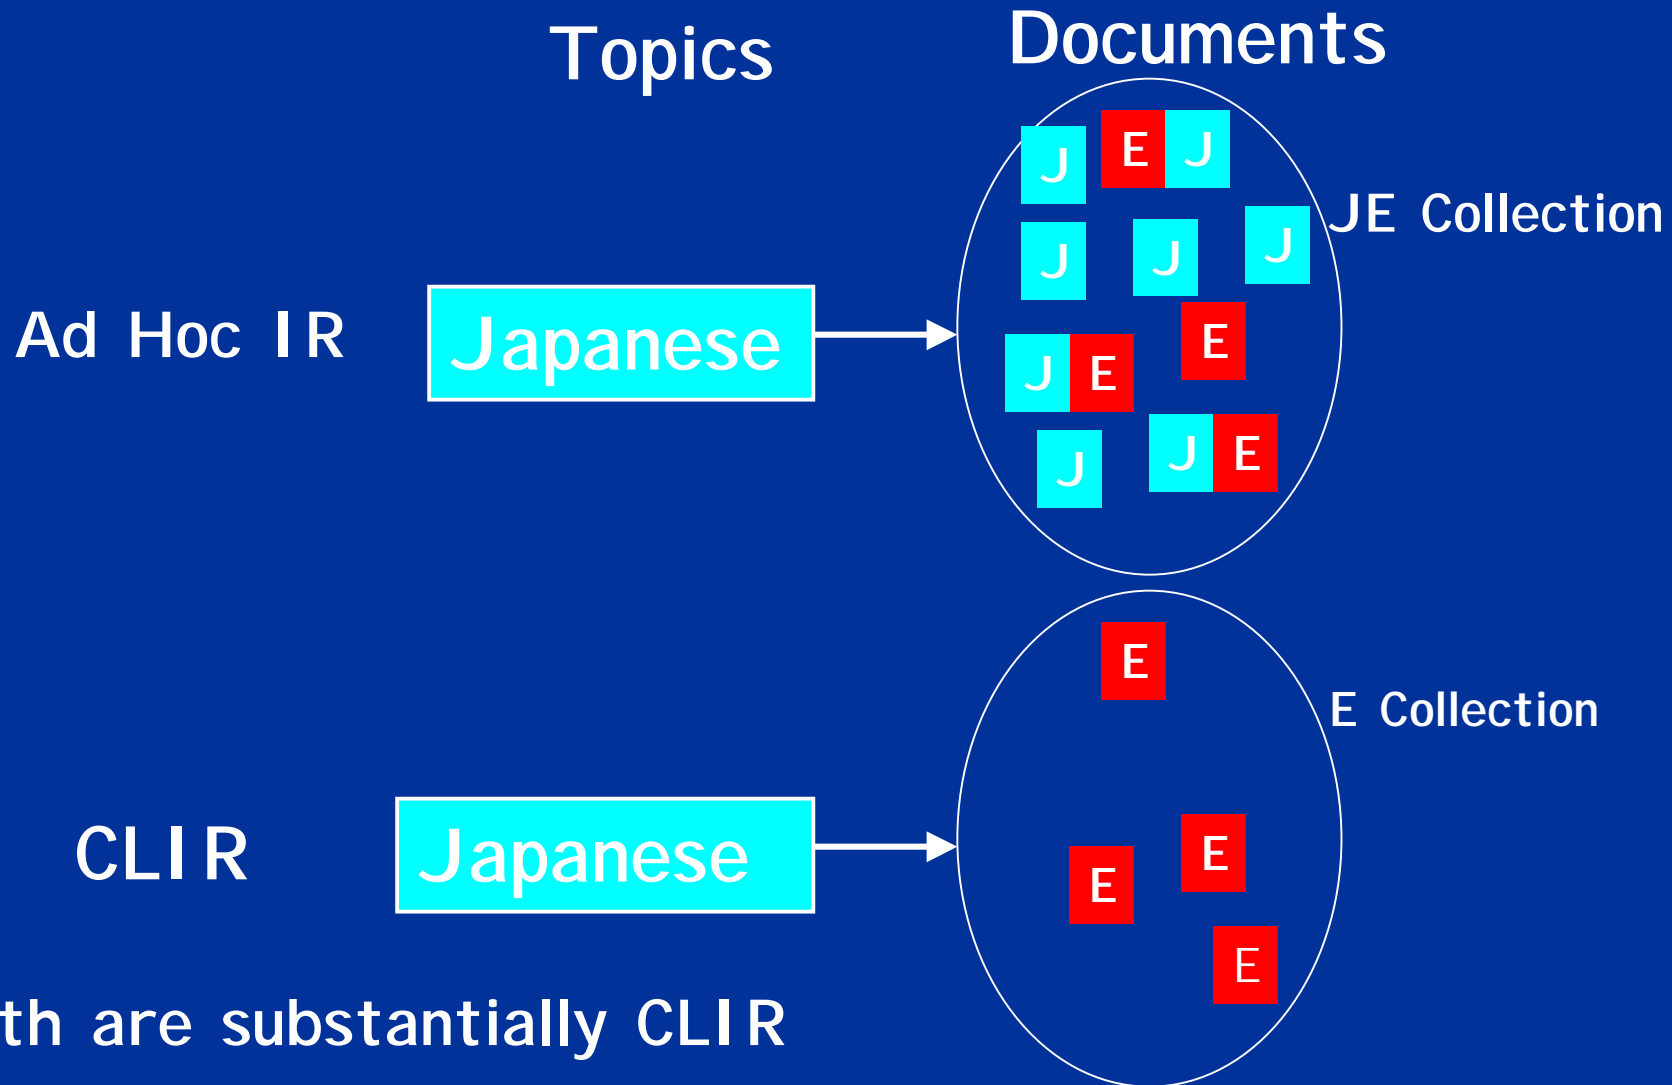 Topics
Documents
J
E J
JE Collection
J
J
J
Ad Hoc IR
Japanese
E
J E
J
J E
E
E Collection
CLIR
Japanese
E
E
E
th are substantially CLIR